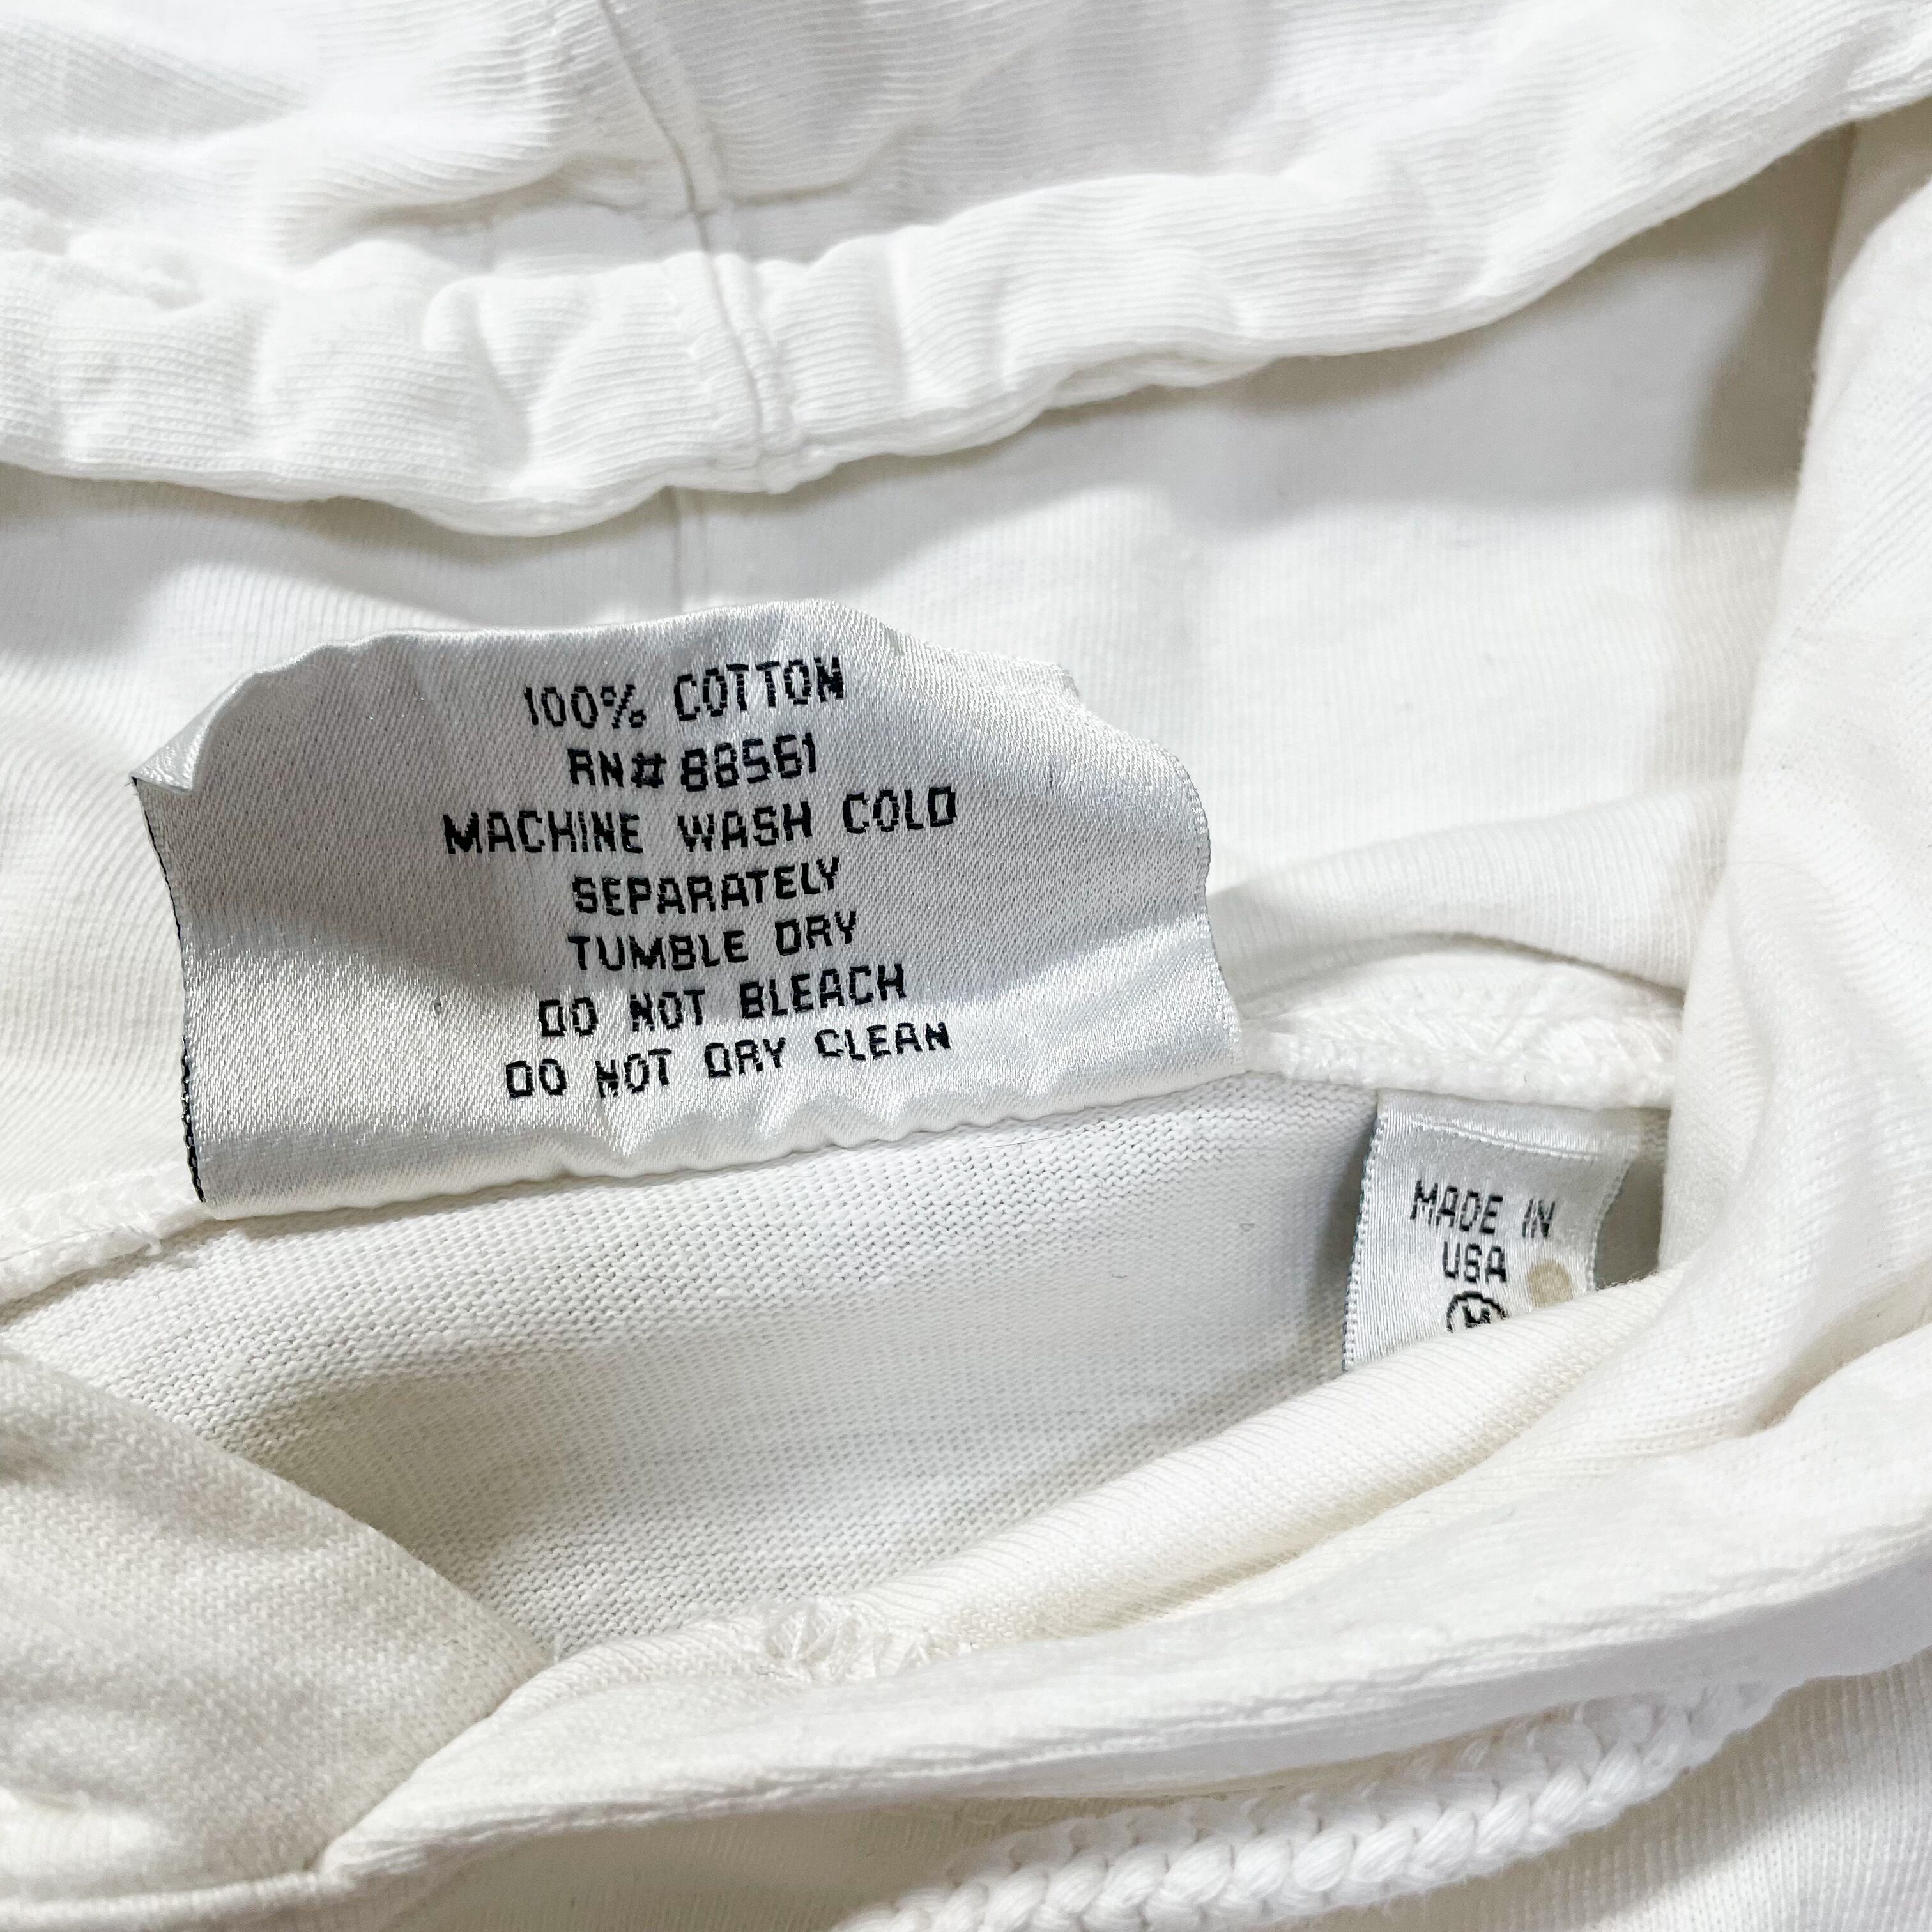 100% COTTON
RN# 88561
MACHINE WASH COLD
SEPARATELY
TUMBLE DRY
DO NOT BLEACH
DO NOT DRY CLEAN
MADE IN
USA
M